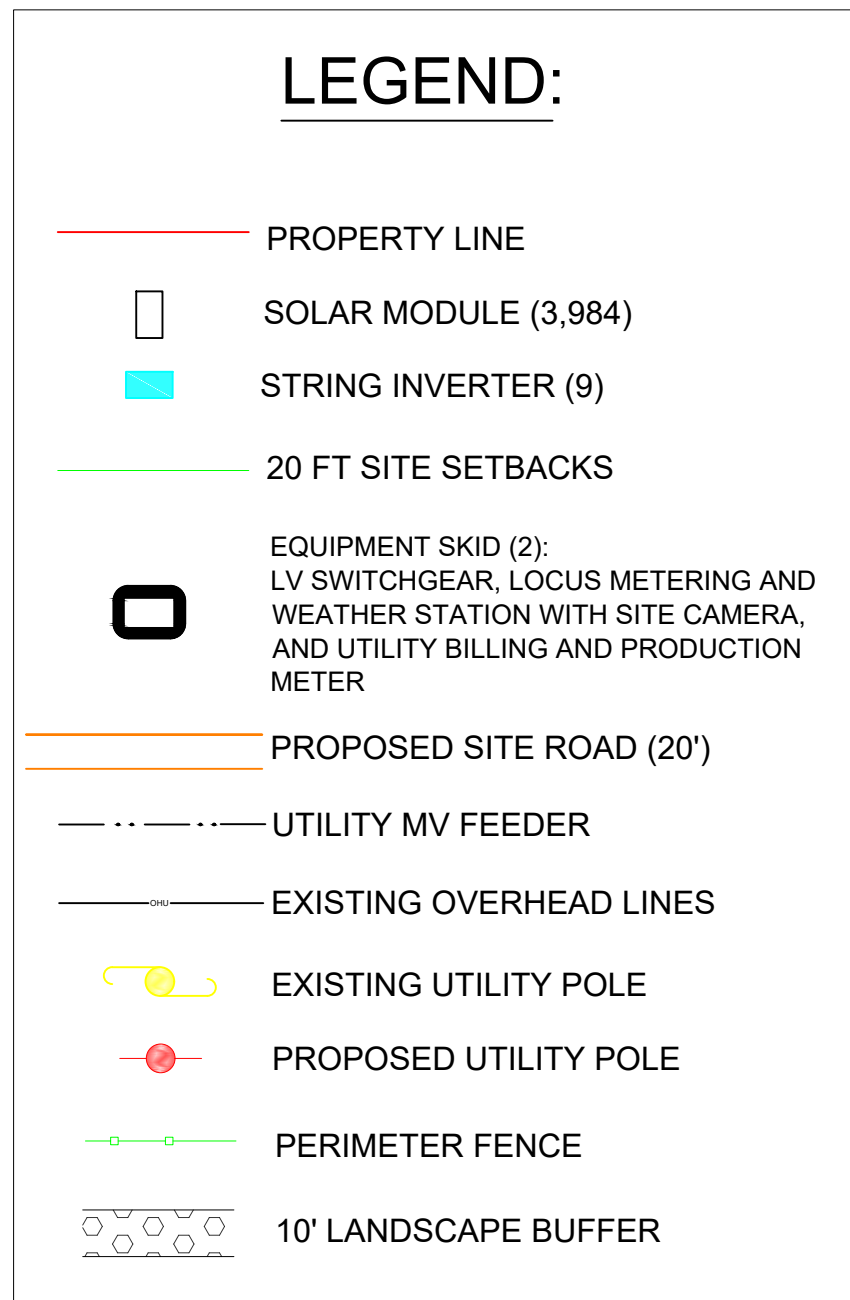 LEGEND:
PROPERTY LINE
SOLAR MODULE (3,984)
STRING INVERTER (9)
20 FT SITE SETBACKS
EQUIPMENT SKID (2):
LV SWITCHGEAR, LOCUS METERING AND
WEATHER STATION WITH SITE CAMERA,
AND UTILITY BILLING AND PRODUCTION
METER
PROPOSED SITE ROAD (20')
UTILITY MV FEEDER
OHU
EXISTING OVERHEAD LINES
EXISTING UTILITY POLE
PROPOSED UTILITY POLE
PERIMETER FENCE
10' LANDSCAPE BUFFER